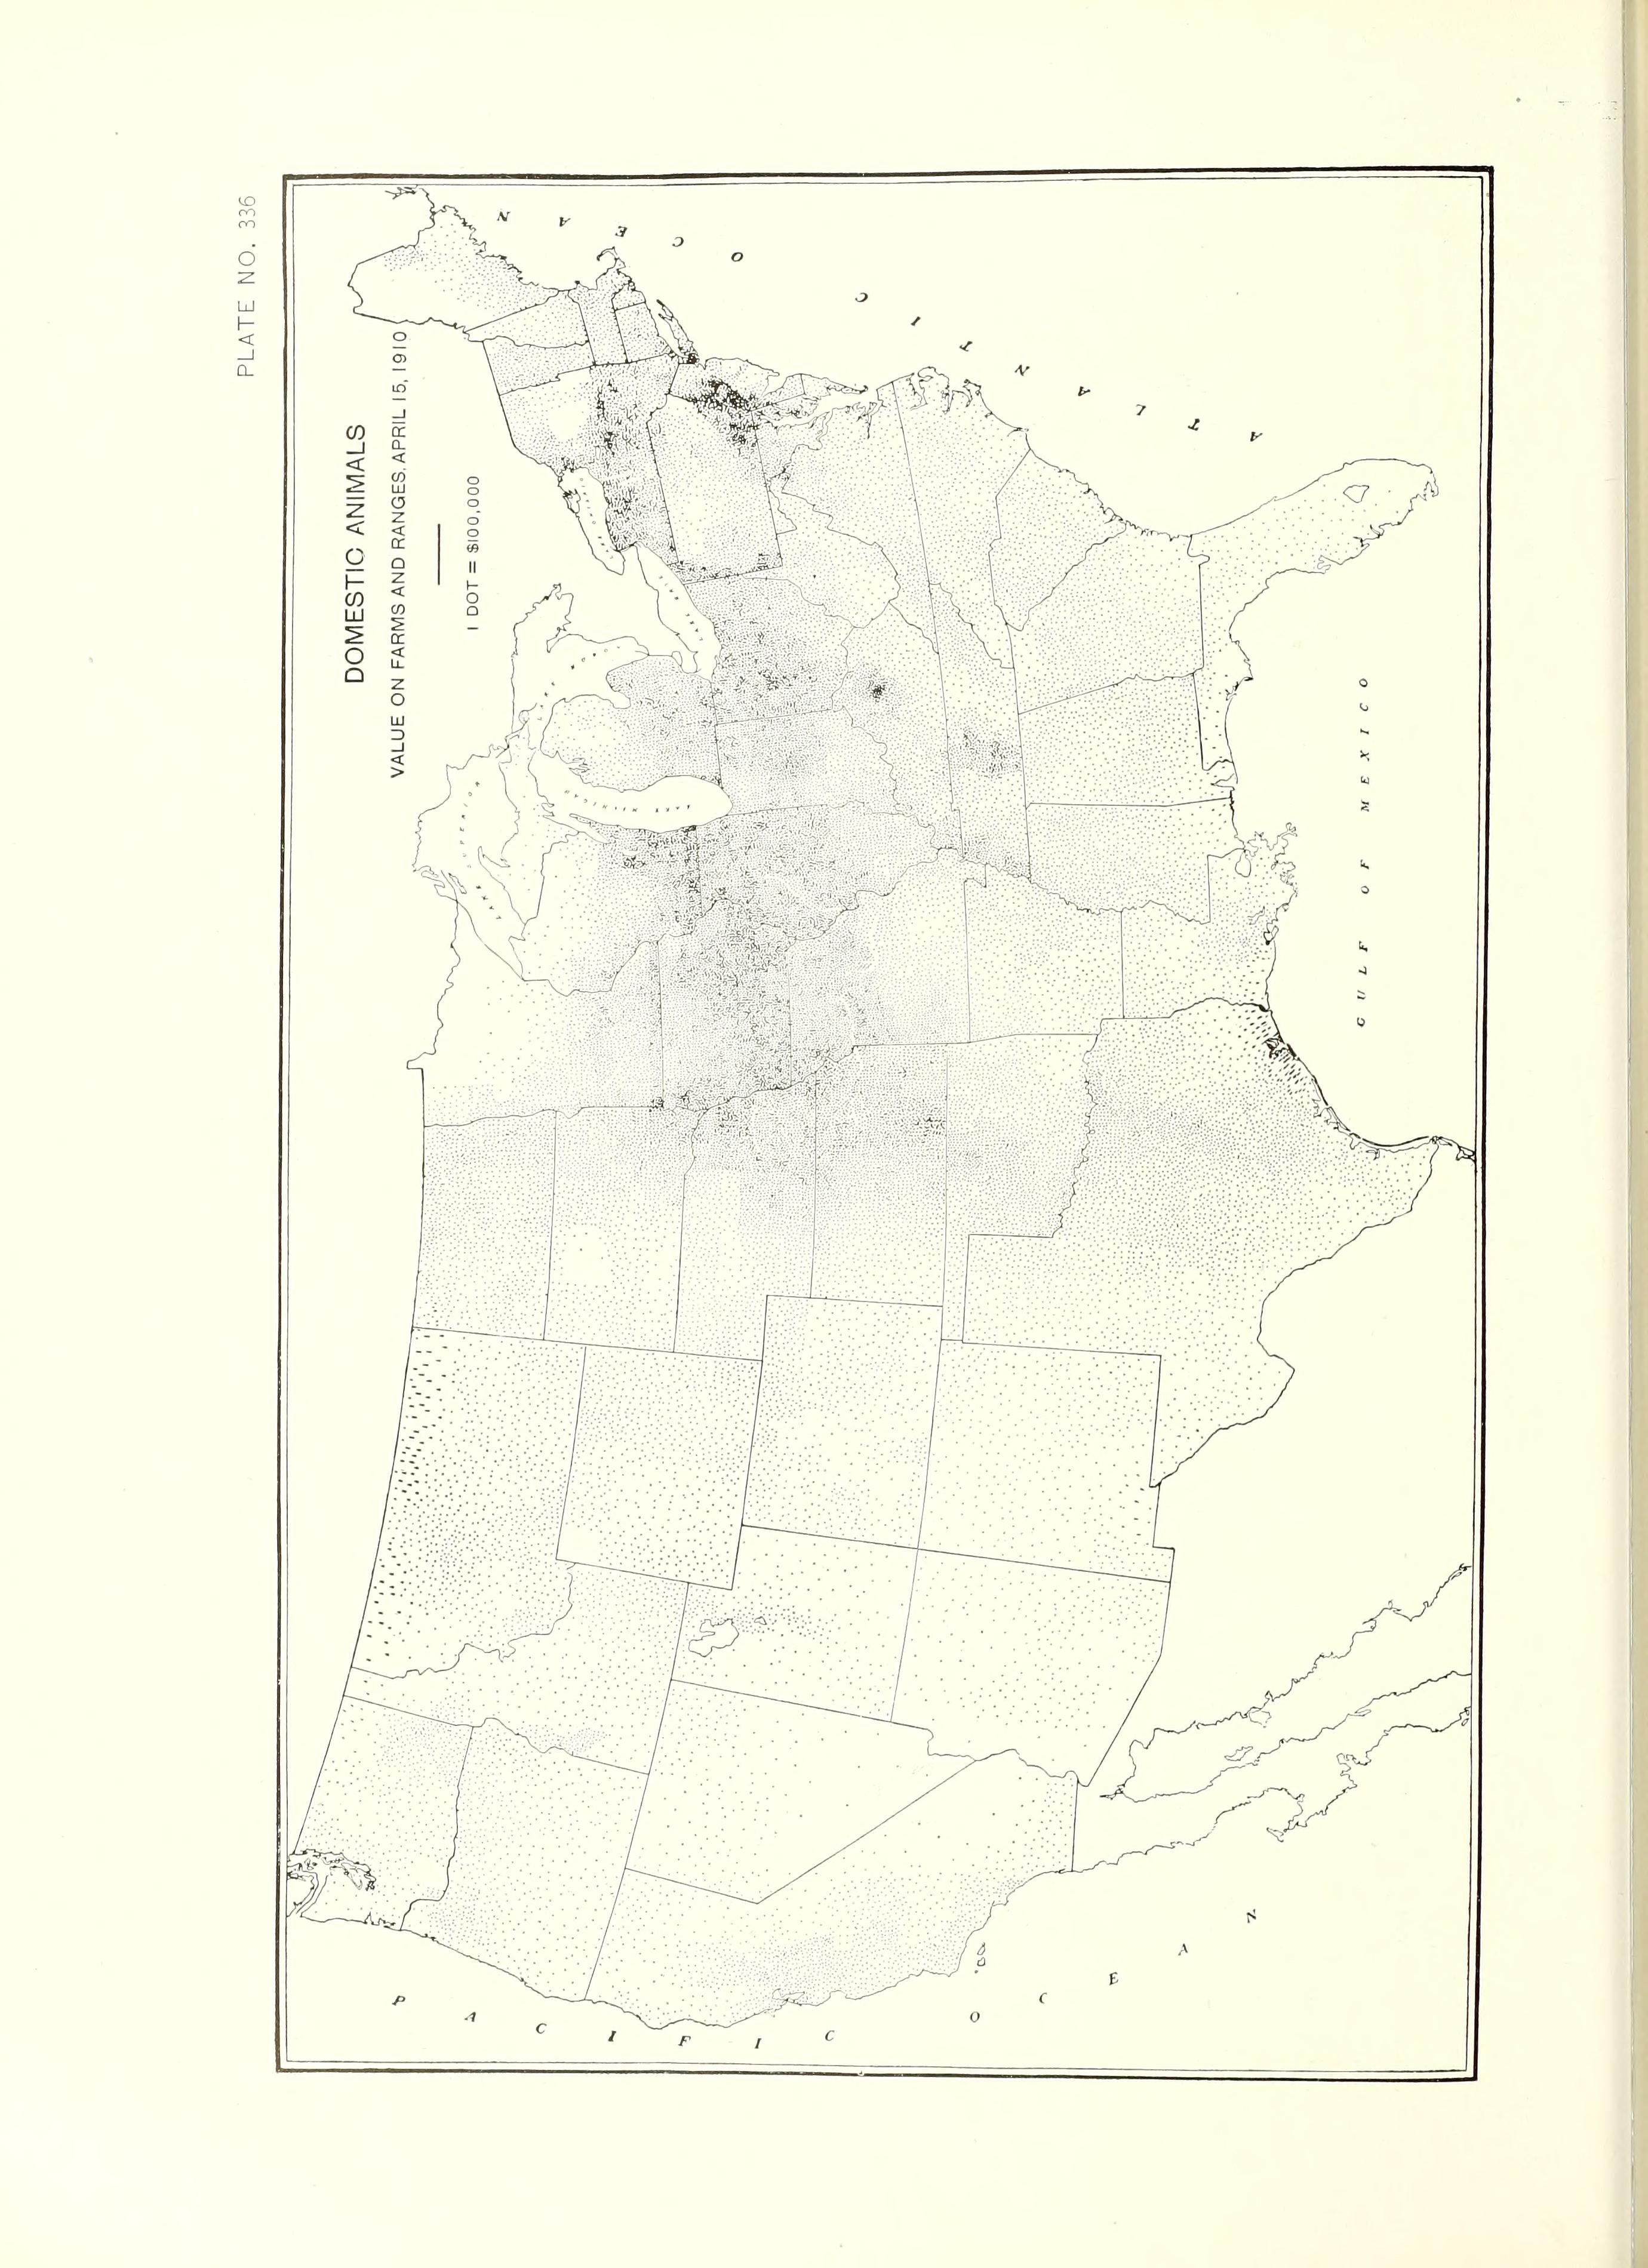 PLATE NO. 336
DOMESTIC ANIMALS
VALUE ON FARMS AND RANGES, APRIL 15, 1910
1 DOT = $100,000
LAKE SUPERIOR
LAKE MICHIGAN
LAKE HURON
LAKE ERIE
ATLANTIC OCEAN
GULF OF MEXICO
PACIFIC OCEAN